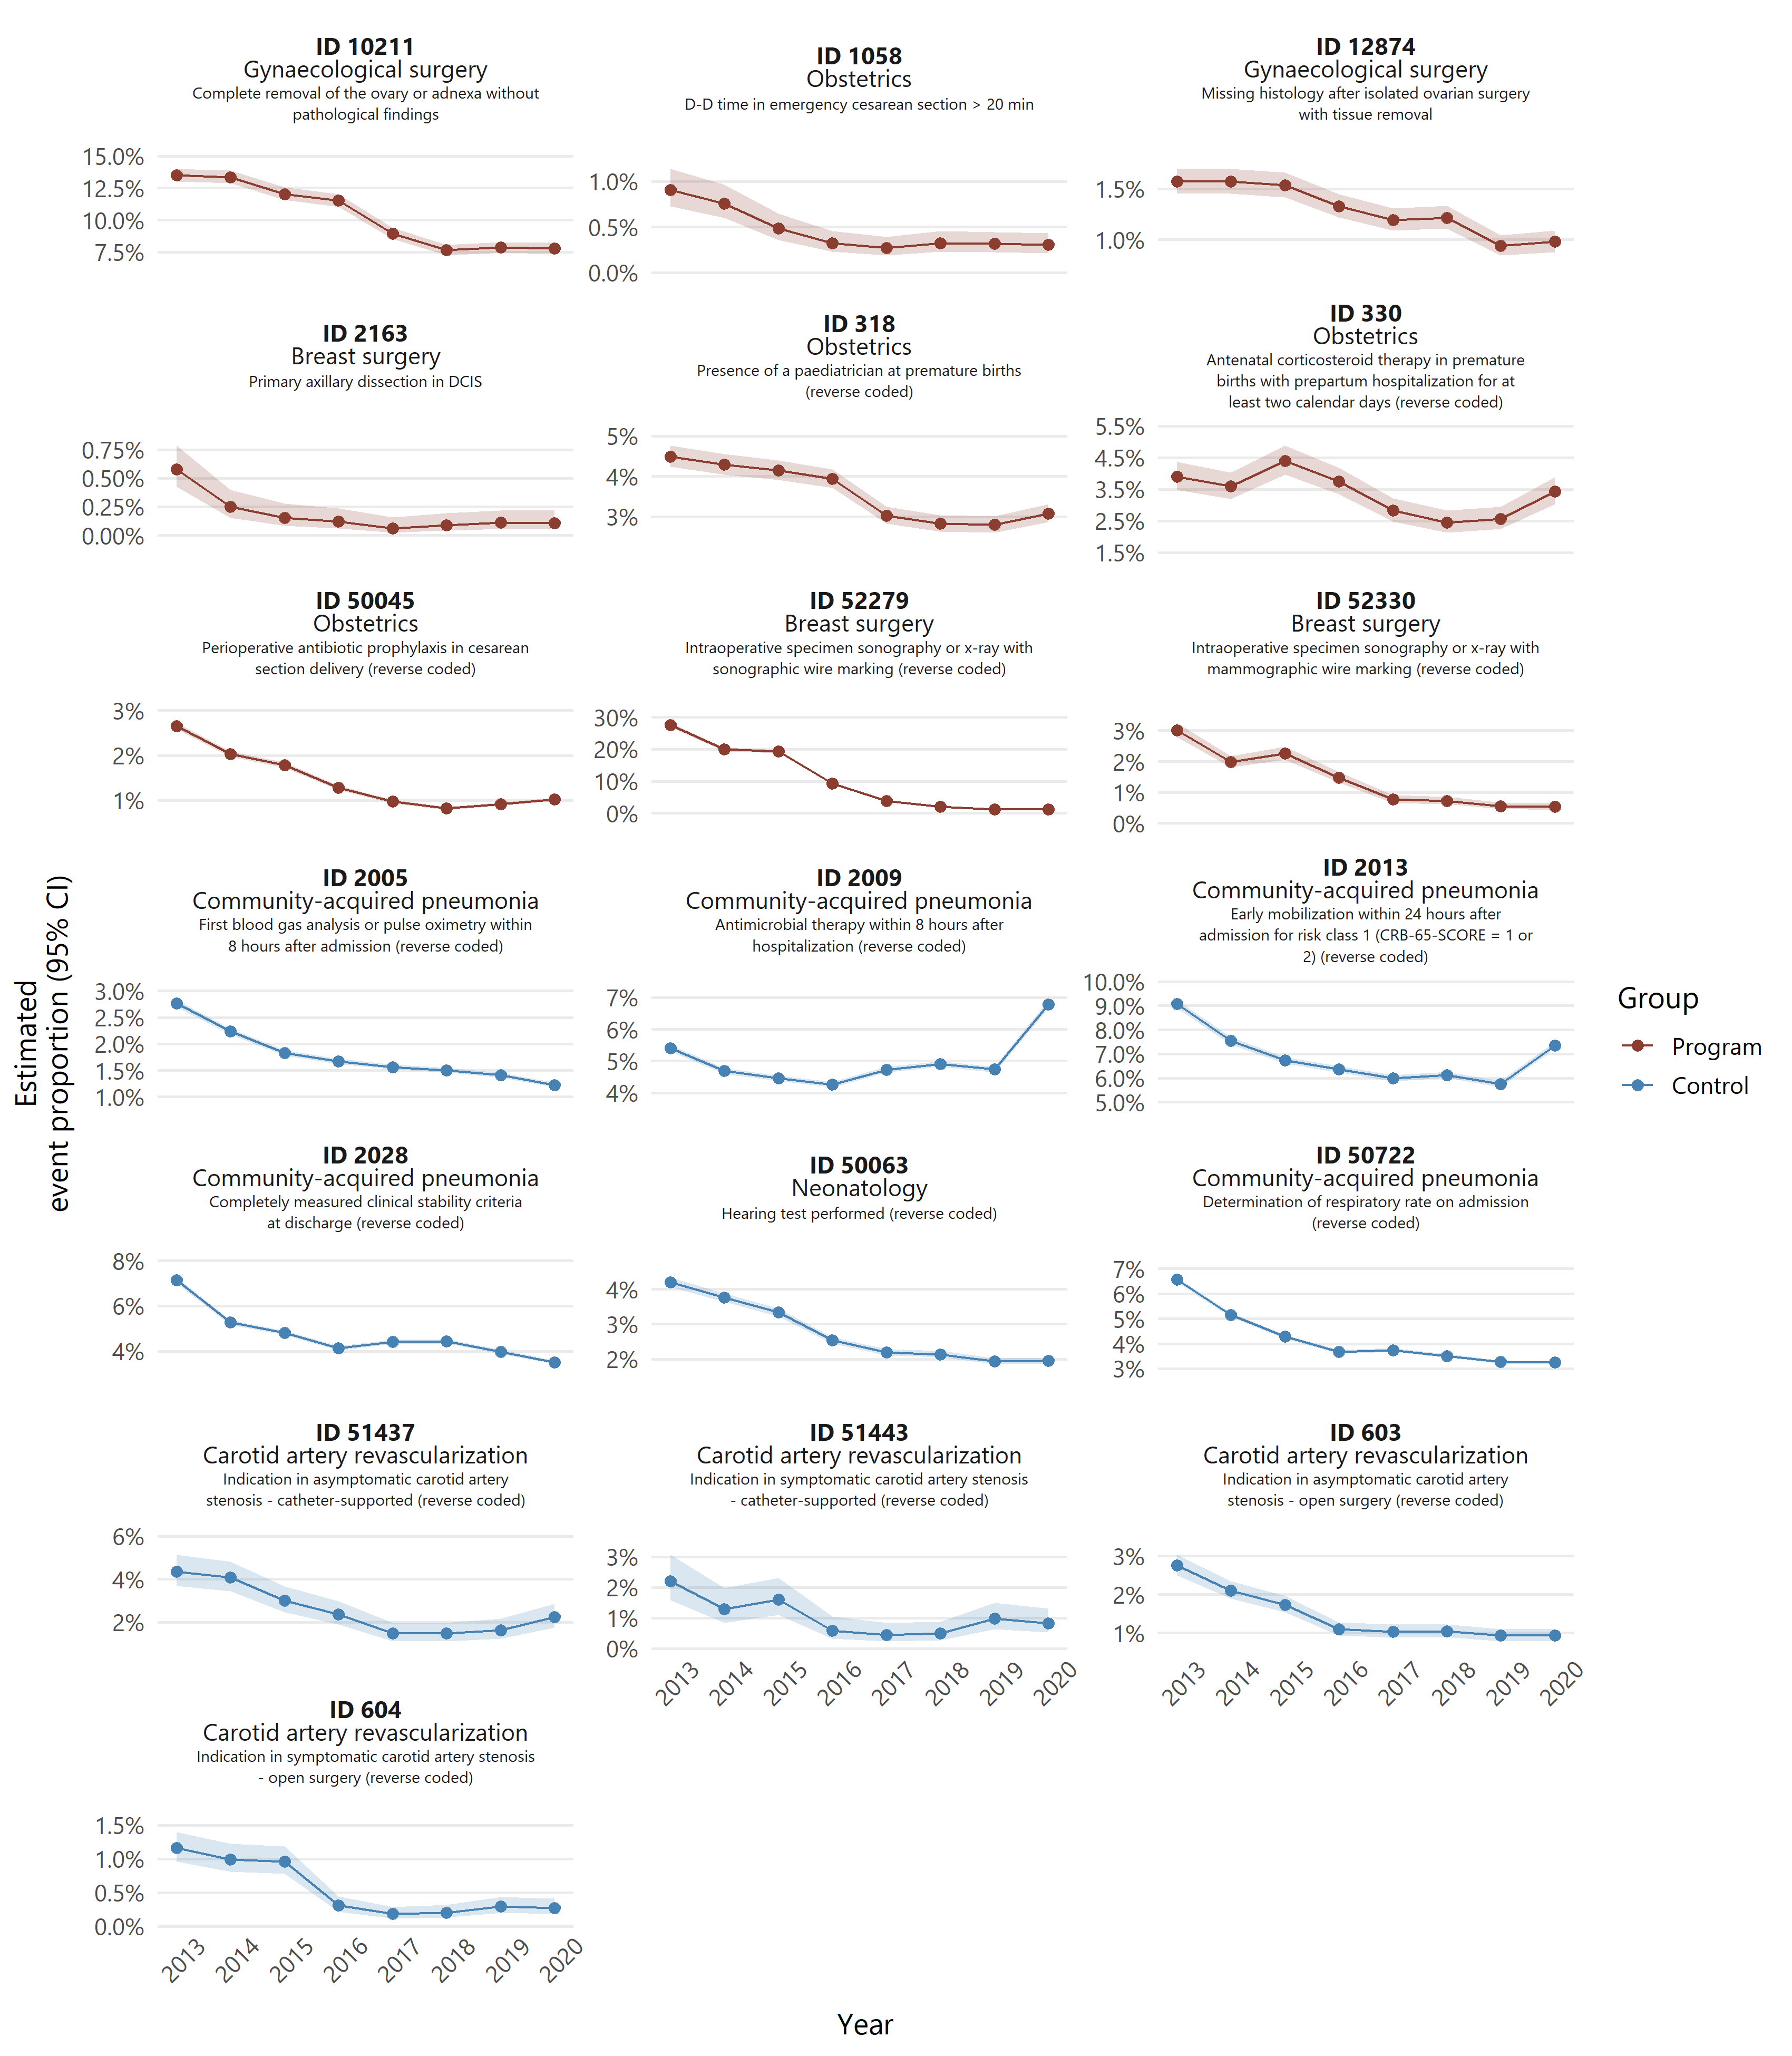 ID 10211
Gynaecological surgery
Complete removal of the ovary or adnexa without
pathological findings
15.0%
12.5%
10.0%
7.5%
ID 1058
Obstetrics
D-D time in emergency cesarean section > 20 min
1.0%
0.5%
0.0%
ID 12874
Gynaecological surgery
Missing histology after isolated ovarian surgery
with tissue removal
1.5%
1.0%
ID 2163
Breast surgery
Primary axillary dissection in DCIS
0.75%
0.50%
0.25%
0.00%
ID 318
Obstetrics
Presence of a paediatrician at premature births
(reverse coded)
5%
4%
3%
ID 330
Obstetrics
Antenatal corticosteroid therapy in premature
births with prepartum hospitalization for at
least two calendar days (reverse coded)
5.5%
4.5%
3.5%
2.5%
1.5%
ID 50045
Obstetrics
Perioperative antibiotic prophylaxis in cesarean
section delivery (reverse coded)
3%
2%
1%
ID 52279
Breast surgery
Intraoperative specimen sonography or x-ray with
sonographic wire marking (reverse coded)
30%
20%
10%
0%
ID 52330
Breast surgery
Intraoperative specimen sonography or x-ray with
mammographic wire marking (reverse coded)
3%
2%
1%
0%
ID 2005
Community-acquired pneumonia
First blood gas analysis or pulse oximetry within
8 hours after admission (reverse coded)
3.0%
2.5%
2.0%
1.5%
1.0%
ID 2009
Community-acquired pneumonia
Antimicrobial therapy within 8 hours after
hospitalization (reverse coded)
7%
6%
5%
4%
ID 2013
Community-acquired pneumonia
Early mobilization within 24 hours after
admission for risk class 1 (CRB-65-SCORE = 1 or
2) (reverse coded)
10.0%
9.0%
8.0%
7.0%
6.0%
5.0%
ID 2028
Community-acquired pneumonia
Completely measured clinical stability criteria
at discharge (reverse coded)
8%
6%
4%
ID 50063
Neonatology
Hearing test performed (reverse coded)
4%
3%
2%
ID 50722
Community-acquired pneumonia
Determination of respiratory rate on admission
(reverse coded)
7%
6%
5%
4%
3%
ID 51437
Carotid artery revascularization
Indication in asymptomatic carotid artery
stenosis - catheter-supported (reverse coded)
6%
4%
2%
ID 51443
Carotid artery revascularization
Indication in symptomatic carotid artery stenosis
- catheter-supported (reverse coded)
3%
2%
1%
0%
2013 2014 2015 2016 2017 2018 2019 2020
ID 603
Carotid artery revascularization
Indication in asymptomatic carotid artery
stenosis - open surgery (reverse coded)
3%
2%
1%
2013 2014 2015 2016 2017 2018 2019 2020
ID 604
Carotid artery revascularization
Indication in symptomatic carotid artery stenosis
- open surgery (reverse coded)
1.5%
1.0%
0.5%
0.0%
2013 2014 2015 2016 2017 2018 2019 2020
Estimated
event proportion (95% CI)
Year
Group
Program
Control